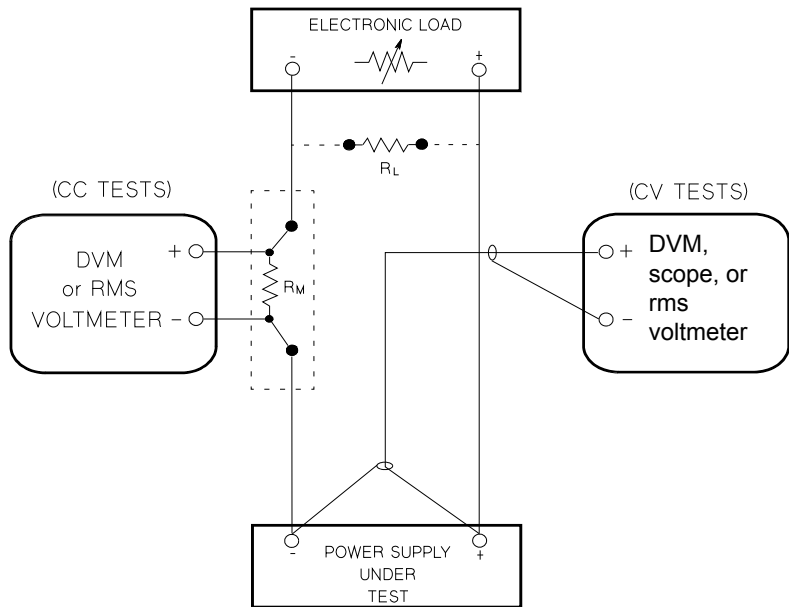 ELECTRONIC LOAD
- +
R_L
(CC TESTS)
(CV TESTS)
+
DVM
or RMS
VOLTMETER -
R_M
+ DVM,
scope, or
- rms
voltmeter
- +
POWER SUPPLY
UNDER
TEST